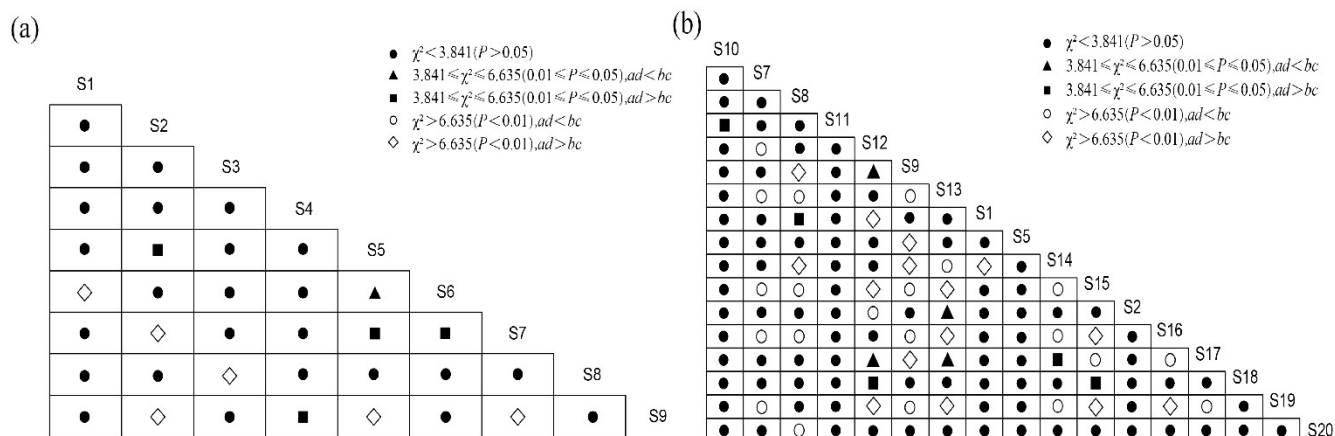 (a)
● χ²<3.841(P>0.05)
▲ 3.841≤χ²≤6.635(0.01≤P≤0.05),ad<bc
■ 3.841≤χ²≤6.635(0.01≤P≤0.05),ad>bc
○ χ²>6.635(P<0.01),ad<bc
◇ χ²>6.635(P<0.01),ad>bc
S1
S2
S3
S4
S5
S6
S7
S8
S9
(b)
● χ²<3.841(P>0.05)
▲ 3.841≤χ²≤6.635(0.01≤P≤0.05),ad<bc
■ 3.841≤χ²≤6.635(0.01≤P≤0.05),ad>bc
○ χ²>6.635(P<0.01),ad<bc
◇ χ²>6.635(P<0.01),ad>bc
S10
S7
S8
S11
S12
S9
S13
S1
S5
S14
S15
S2
S16
S17
S18
S19
S20